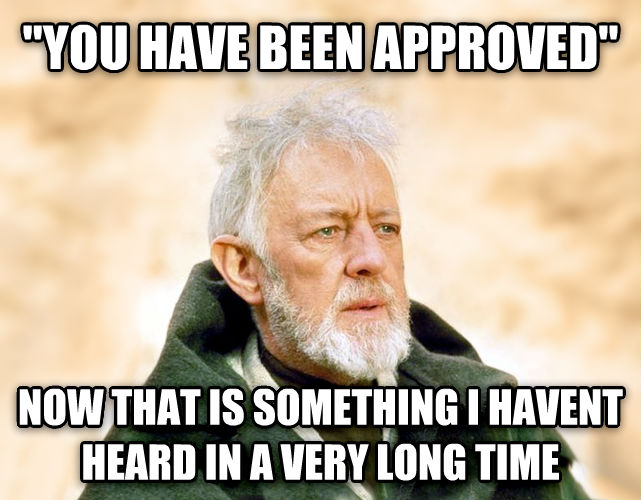 "YOU HAVE BEEN APPROVED"
NOW THAT IS SOMETHING I HAVENT
HEARD IN A VERY LONG TIME